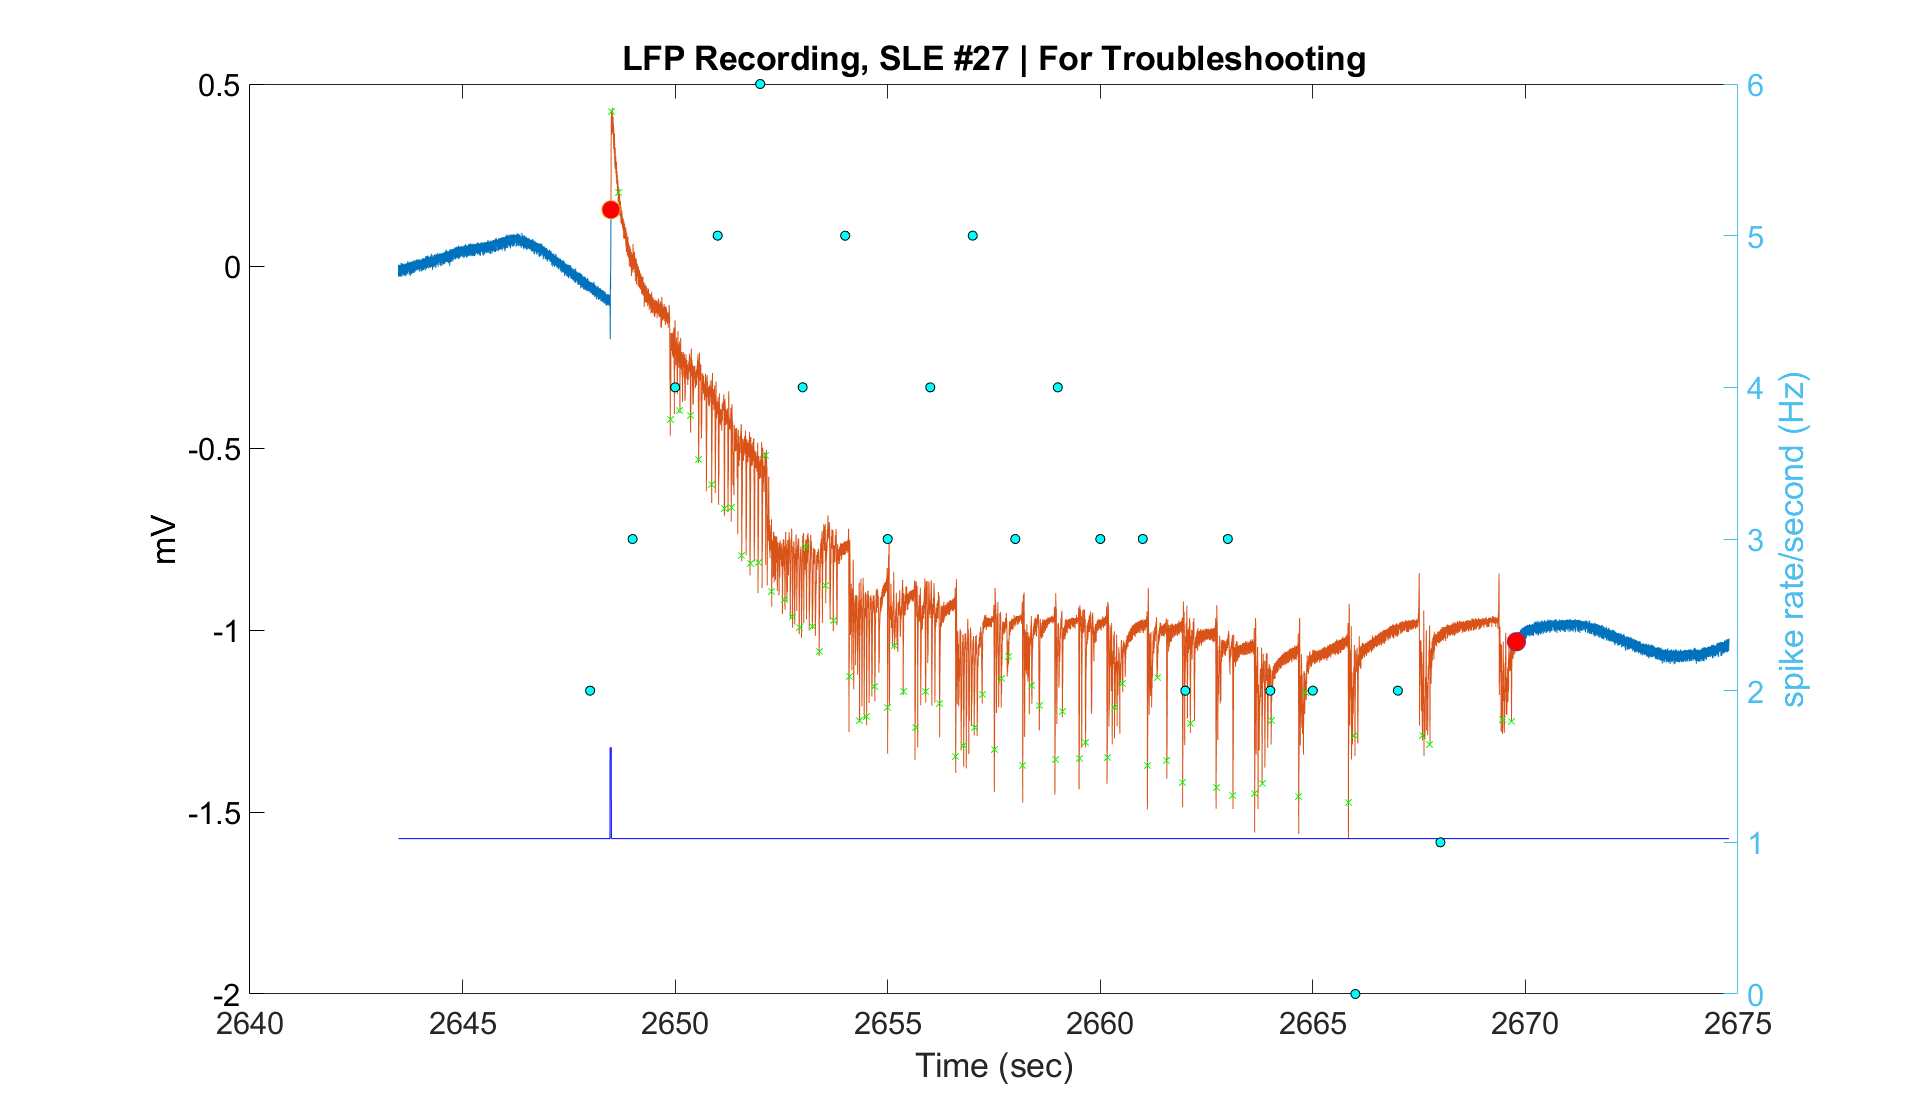 LFP Recording, SLE #27 | For Troubleshooting
0.5
0
-0.5
-1
-1.5
-2
mV
2640 2645 2650 2655 2660 2665 2670 2675
Time (sec)
6
5
4
3
2
1
0
spike rate/second (Hz)